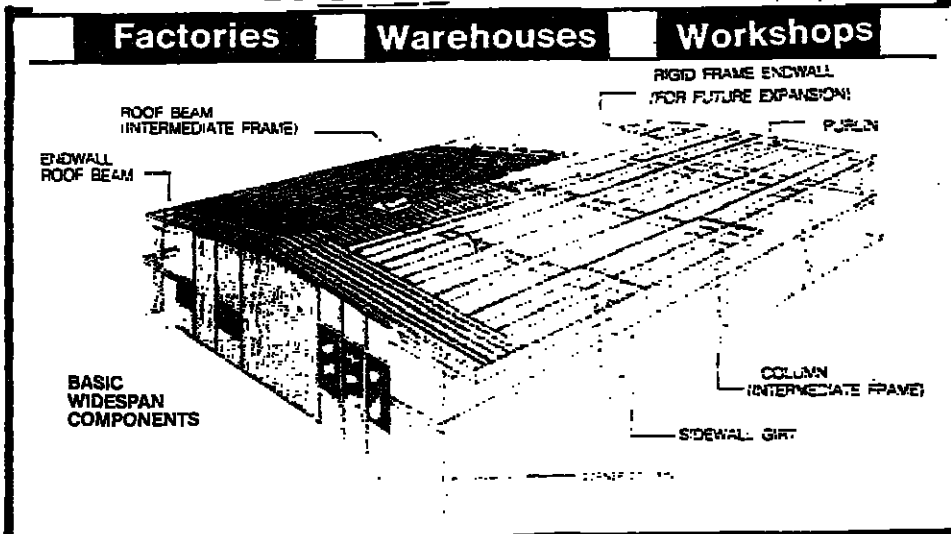 Factories Warehouses Workshops
RIGID FRAME ENDWALL
(FOR FUTURE EXPANSION)
PURLIN
ROOF BEAM
(INTERMEDIATE FRAME)
ENDWALL
ROOF BEAM
BASIC
WIDESPAN
COMPONENTS
COLUMN
(INTERMEDIATE FRAME)
SIDEWALL GIRT